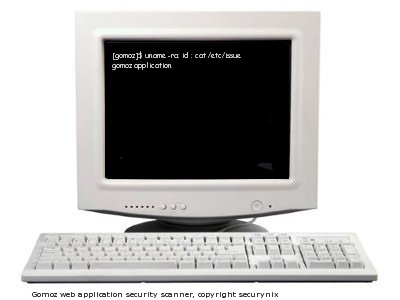 [gomoz]$ uname -ra; id ; cat /etc/issue
gomoz application
Gomoz web application security scanner, copyright securynix